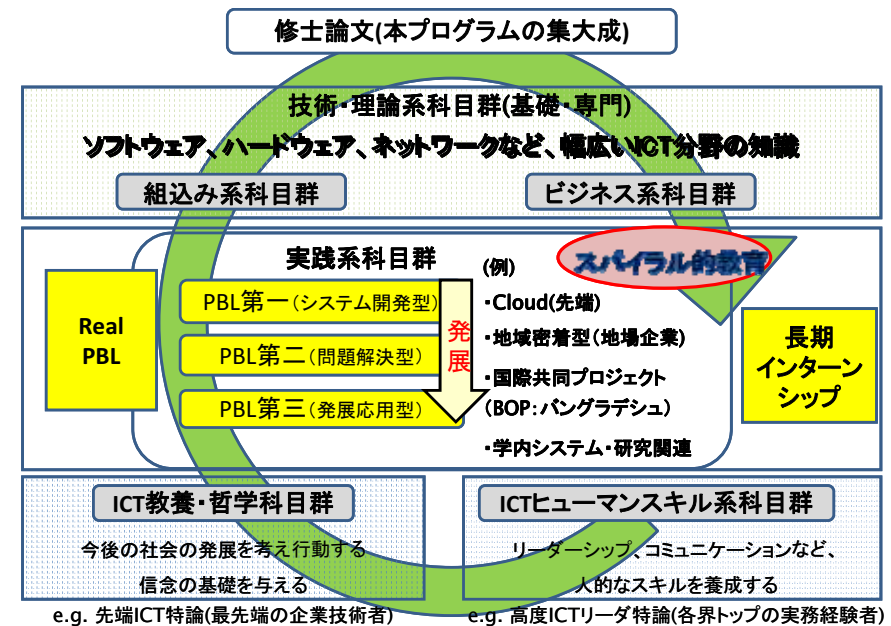 修士論文(本プログラムの集大成)
技術・理論系科目群(基礎・専門)
ソフトウェア、ハードウェア、ネットワークなど、幅広いICT分野の知識
組込み系科目群
ビジネス系科目群
実践系科目群
(例)
スパイラル的教育
Real
PBL
PBL第一(システム開発型)
PBL第二(問題解決型)
PBL第三(発展応用型)
発
展
・Cloud(先端)
・地域密着型(地場企業)
・国際共同プロジェクト
(BOP:バングラデシュ)
・学内システム・研究関連
長期
インターン
シップ
ICT教養・哲学科目群
今後の社会の発展を考え行動する
信念の基礎を与える
e.g. 先端ICT特論(最先端の企業技術者)
ICTヒューマンスキル系科目群
リーダーシップ、コミュニケーションなど、
人的なスキルを養成する
e.g. 高度ICTリーダ特論(各界トップの実務経験者)